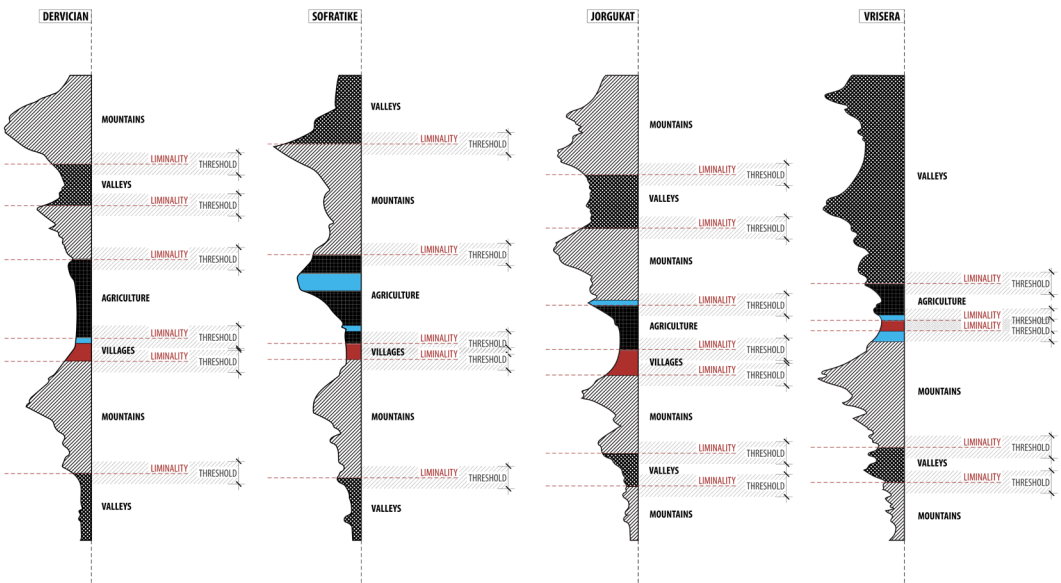 DERVICIAN
MOUNTAINS
LIMINALITY
THRESHOLD
VALLEYS
LIMINALITY
THRESHOLD
LIMINALITY
THRESHOLD
AGRICULTURE
LIMINALITY
THRESHOLD
VILLAGES
LIMINALITY
THRESHOLD
MOUNTAINS
LIMINALITY
THRESHOLD
VALLEYS
SOFRATIKE
VALLEYS
LIMINALITY
THRESHOLD
MOUNTAINS
LIMINALITY
THRESHOLD
AGRICULTURE
LIMINALITY
THRESHOLD
VILLAGES
LIMINALITY
THRESHOLD
MOUNTAINS
LIMINALITY
THRESHOLD
VALLEYS
JORGUKAT
MOUNTAINS
LIMINALITY
THRESHOLD
VALLEYS
LIMINALITY
THRESHOLD
MOUNTAINS
LIMINALITY
THRESHOLD
AGRICULTURE
LIMINALITY
THRESHOLD
VILLAGES
LIMINALITY
THRESHOLD
MOUNTAINS
LIMINALITY
THRESHOLD
VALLEYS
LIMINALITY
THRESHOLD
MOUNTAINS
VRISERA
VALLEYS
LIMINALITY
THRESHOLD
AGRICULTURE
LIMINALITY
THRESHOLD
LIMINALITY
THRESHOLD
MOUNTAINS
LIMINALITY
THRESHOLD
VALLEYS
LIMINALITY
THRESHOLD
MOUNTAINS